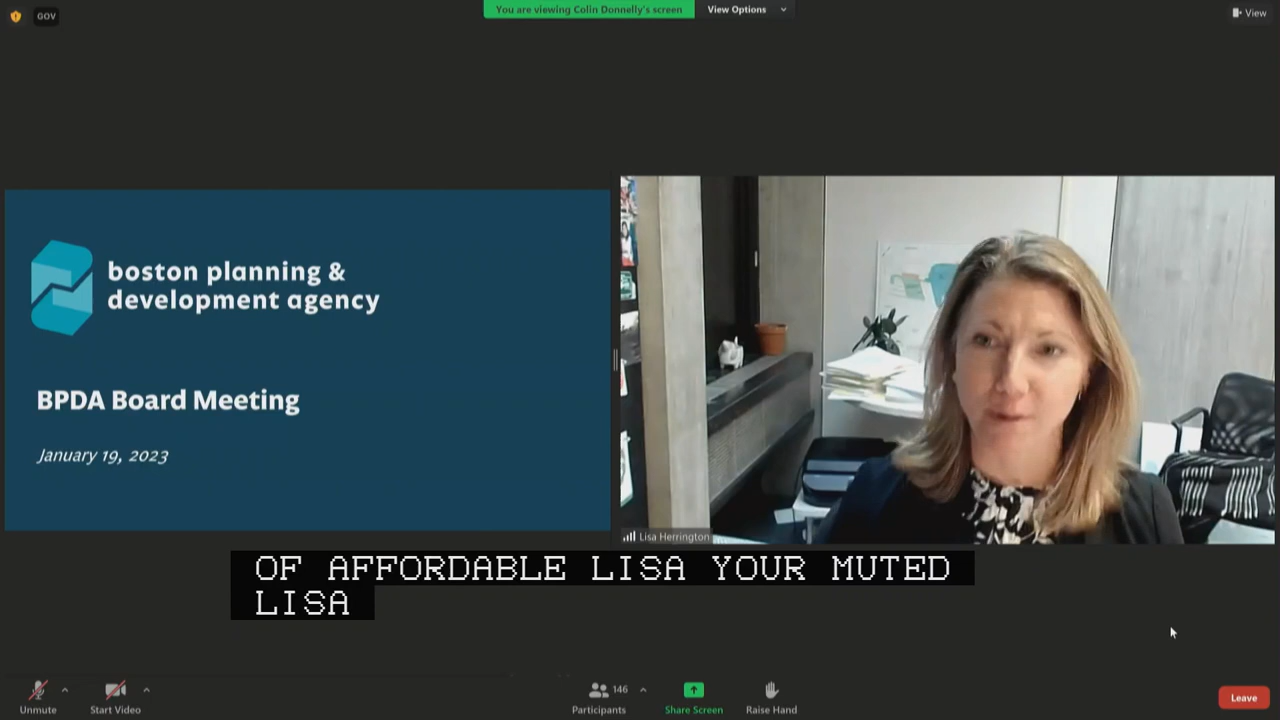 GOV
You are viewing Colin Donnelly's screen
View Options
View
boston planning &
development agency
BPDA Board Meeting
January 19, 2023
Lisa Herrington
OF AFFORDABLE LISA YOUR MUTED
LISA
Unmute
Start Video
146
Participants
Share Screen
Raise Hand
Leave